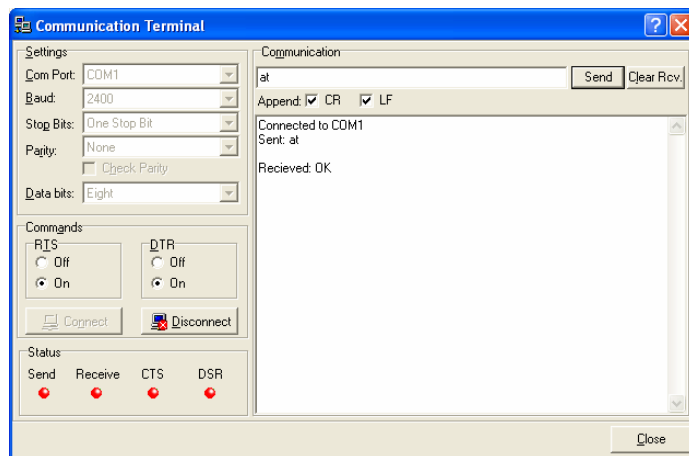 Communication Terminal
Settings
Com Port: COM1
Baud: 2400
Stop Bits: One Stop Bit
Parity: None
Check Parity
Data bits: Eight
Commands
RTS
Off
On
DTR
Off
On
Connect
Disconnect
Status
Send Receive CTS DSR
Communication
at
Send
Clear Rcv.
Append: CR LF
Connected to COM1
Sent: at
Recieved: OK
Close